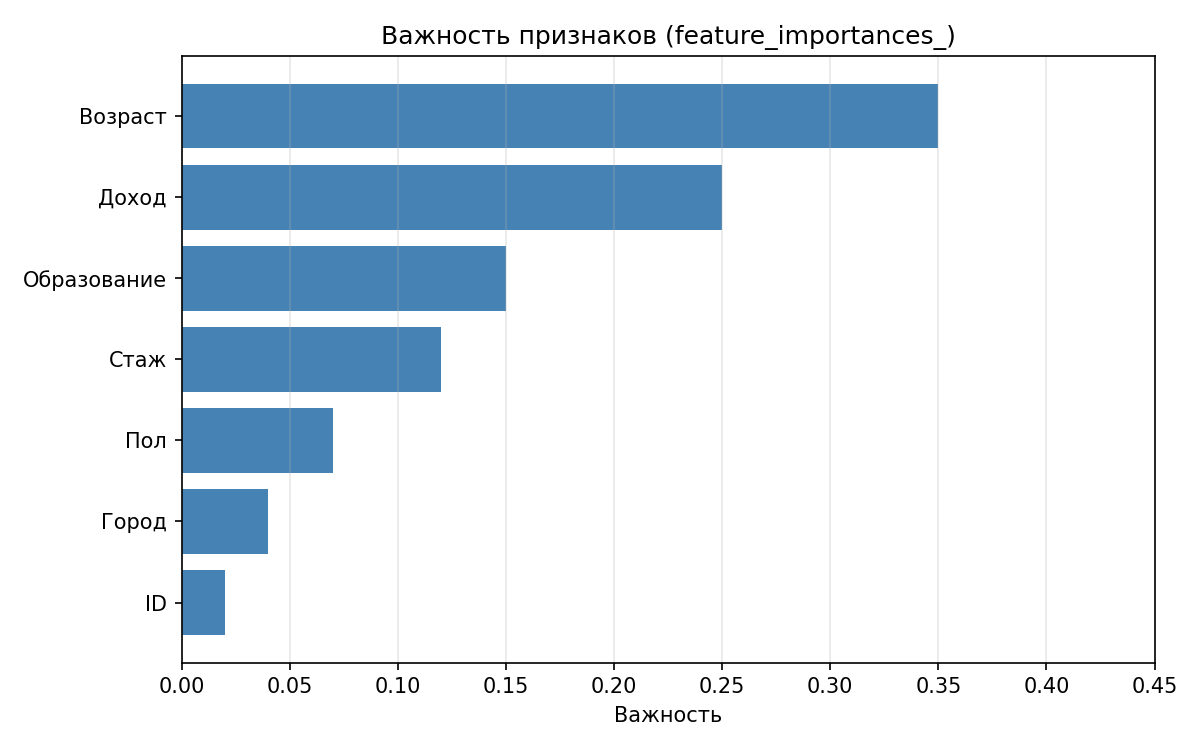 Важность признаков (feature_importances_)
Возраст
Доход
Образование
Стаж
Пол
Город
ID
0.00 0.05 0.10 0.15 0.20 0.25 0.30 0.35 0.40 0.45
Важность